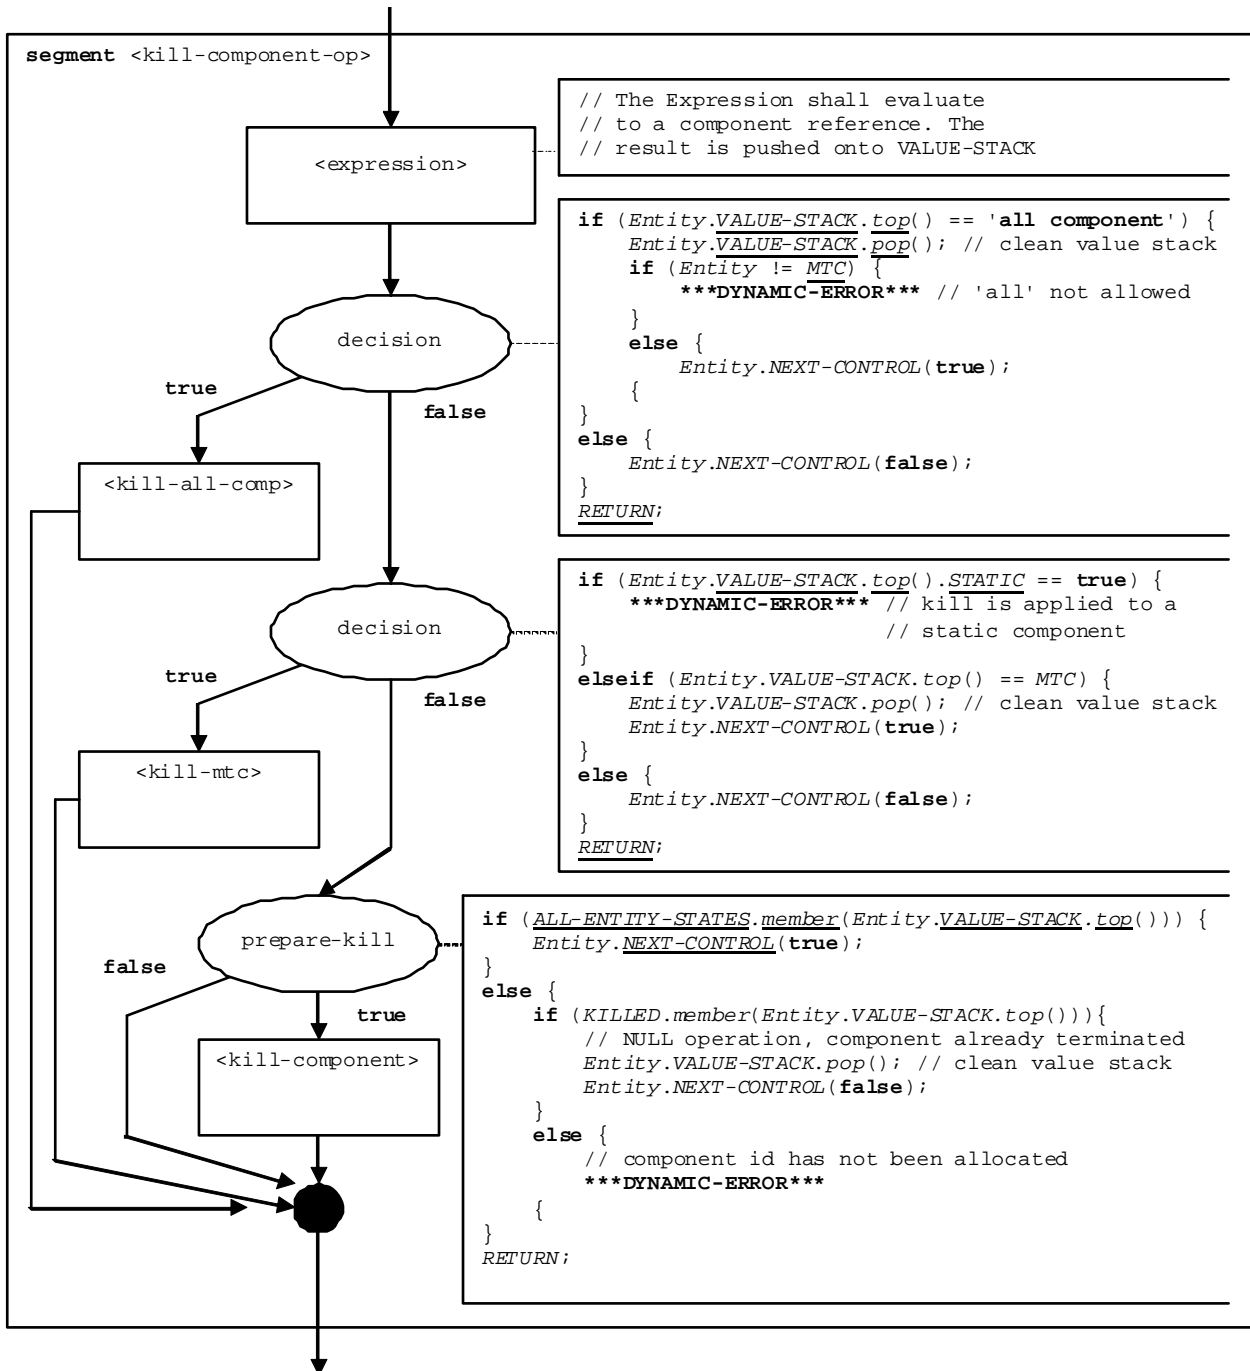 segment <kill-component-op>
// The Expression shall evaluate
// to a component reference. The
// result is pushed onto VALUE-STACK
<expression>
if (Entity.VALUE-STACK.top() == 'all component') {
Entity.VALUE-STACK.pop(); // clean value stack
if (Entity != MTC) {
***DYNAMIC-ERROR*** // 'all' not allowed
}
else {
Entity.NEXT-CONTROL(true);
{
}
else {
Entity.NEXT-CONTROL(false);
}
RETURN;
decision
true
false
<kill-all-comp>
if (Entity.VALUE-STACK.top().STATIC == true) {
***DYNAMIC-ERROR*** // kill is applied to a
// static component
}
elseif (Entity.VALUE-STACK.top() == MTC) {
Entity.VALUE-STACK.pop(); // clean value stack
Entity.NEXT-CONTROL(true);
}
else {
Entity.NEXT-CONTROL(false);
}
RETURN;
decision
true
false
<kill-mtc>
if (ALL-ENTITY-STATES.member(Entity.VALUE-STACK.top())) {
Entity.NEXT-CONTROL(true);
}
else {
if (KILLED.member(Entity.VALUE-STACK.top())){
// NULL operation, component already terminated
Entity.VALUE-STACK.pop(); // clean value stack
Entity.NEXT-CONTROL(false);
}
else {
// component id has not been allocated
***DYNAMIC-ERROR***
{
}
RETURN;
prepare-kill
false
true
<kill-component>